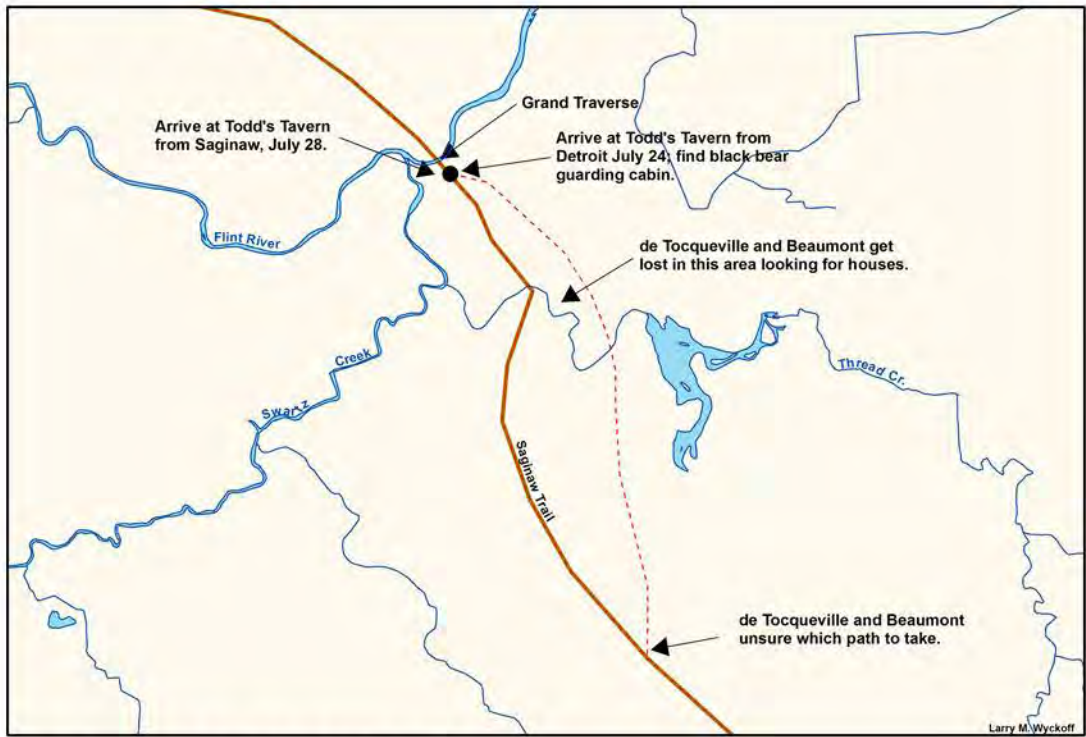 Grand Traverse
Arrive at Todd's Tavern
from Saginaw, July 28.
Arrive at Todd's Tavern from
Detroit July 24; find black bear
guarding cabin.
Flint River
de Tocqueville and Beaumont get
lost in this area looking for houses.
Swartz Creek
Thread Cr.
Saginaw Trail
de Tocqueville and Beaumont
unsure which path to take.
Larry M. Wyckoff